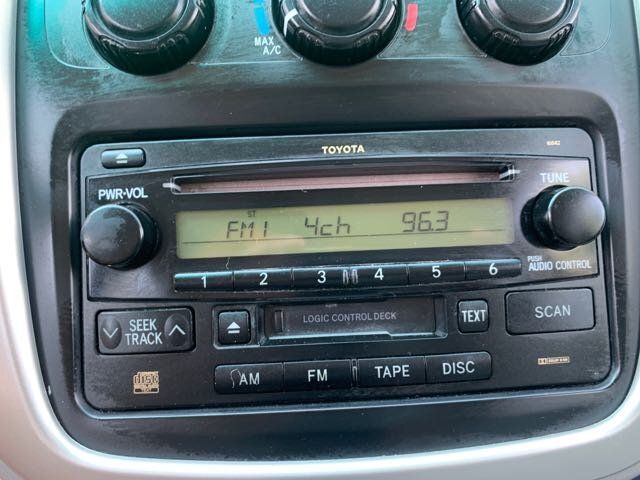 MAX
A/C
TOYOTA
PWR•VOL
TUNE
ST
FM1 4ch 96.3
PUSH
AUDIO CONTROL
1 2 3 4 5 6
SEEK
TRACK
LOGIC CONTROL DECK
TEXT
SCAN
disc
AM FM TAPE DISC